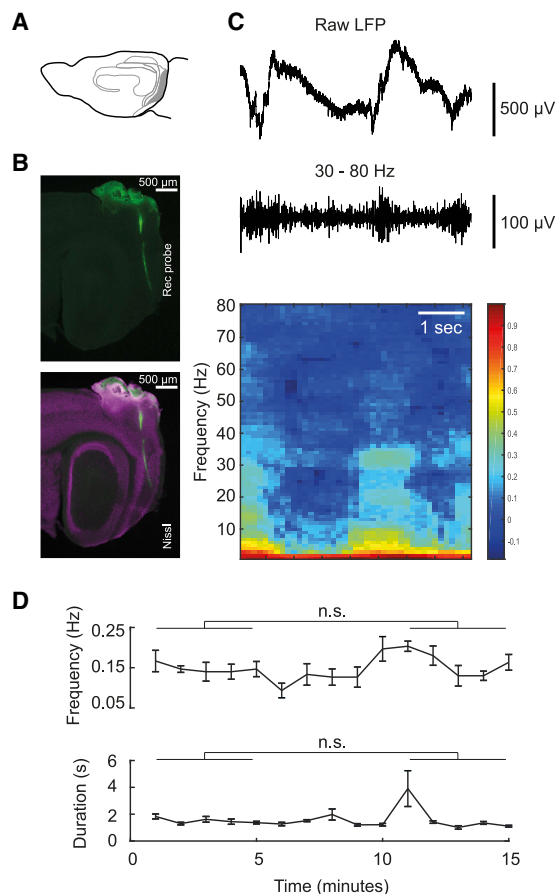 A
B
500 µm
Rec probe
500 µm
Nissl
C
Raw LFP
500 µV
30 - 80 Hz
100 µV
1 sec
Frequency (Hz)
80
70
60
50
40
30
20
10
0.9
0.8
0.7
0.6
0.5
0.4
0.3
0.2
0.1
0
-0.1
D
n.s.
Frequency (Hz)
0.25
0.15
0.05
n.s.
Duration (s)
6
4
2
0
0 5 10 15
Time (minutes)